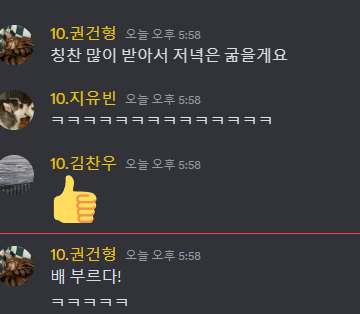 10.권건형 오늘 오후 5:58
칭찬 많이 받아서 저녁은 굶을게요
10.지유빈 오늘 오후 5:58
ㅋㅋㅋㅋㅋㅋㅋㅋㅋㅋㅋㅋㅋㅋ
10.김찬우 오늘 오후 5:58
10.권건형 오늘 오후 5:58
배 부르다!
ㅋㅋㅋㅋㅋ